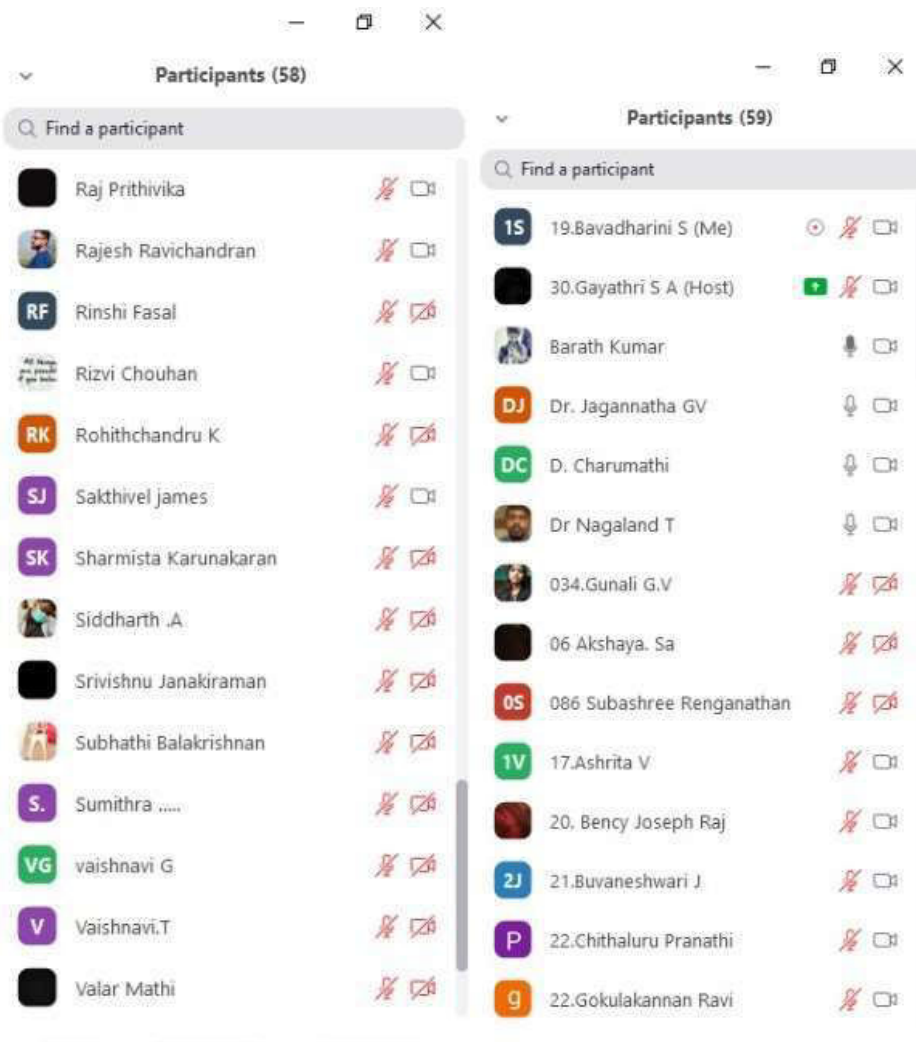 Participants (58)
Find a participant
Raj Prithivika
Rajesh Ravichandran
RF Rinshi Fasal
Rizvi Chouhan
RK Rohithchandru K
SJ Sakthivel james
SK Sharmista Karunakaran
Siddharth .A
Srivishnu Janakiraman
Subhathi Balakrishnan
S. Sumithra .....
VG vaishnavi G
V Vaishnavi.T
Valar Mathi
Participants (59)
Find a participant
1S 19.Bavadharini S (Me)
30.Gayathri S A (Host)
Barath Kumar
DJ Dr. Jagannatha GV
DC D. Charumathi
Dr Nagaland T
034.Gunali G.V
06 Akshaya. Sa
0S 086 Subashree Renganathan
1V 17.Ashrita V
20. Bency Joseph Raj
2J 21.Buvaneshwari J
P 22.Chithaluru Pranathi
g 22.Gokulakannan Ravi